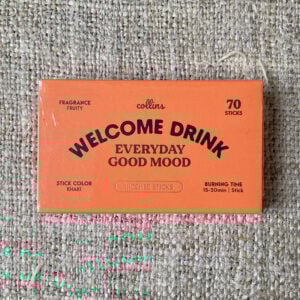 FRAGRANCE
FRUITY
collins
70
STICKS
WELCOME DRINK
EVERYDAY
GOOD MOOD
STICK COLOR
KHAKI
INCENSE STICKS
BURNING TIME
15-20min | Stick